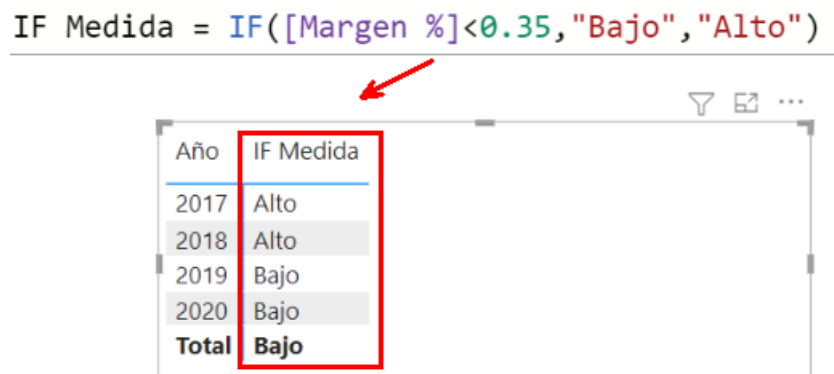 IF Medida = IF([Margen %]<0.35,"Bajo","Alto")
Año IF Medida
2017 Alto
2018 Alto
2019 Bajo
2020 Bajo
Total Bajo